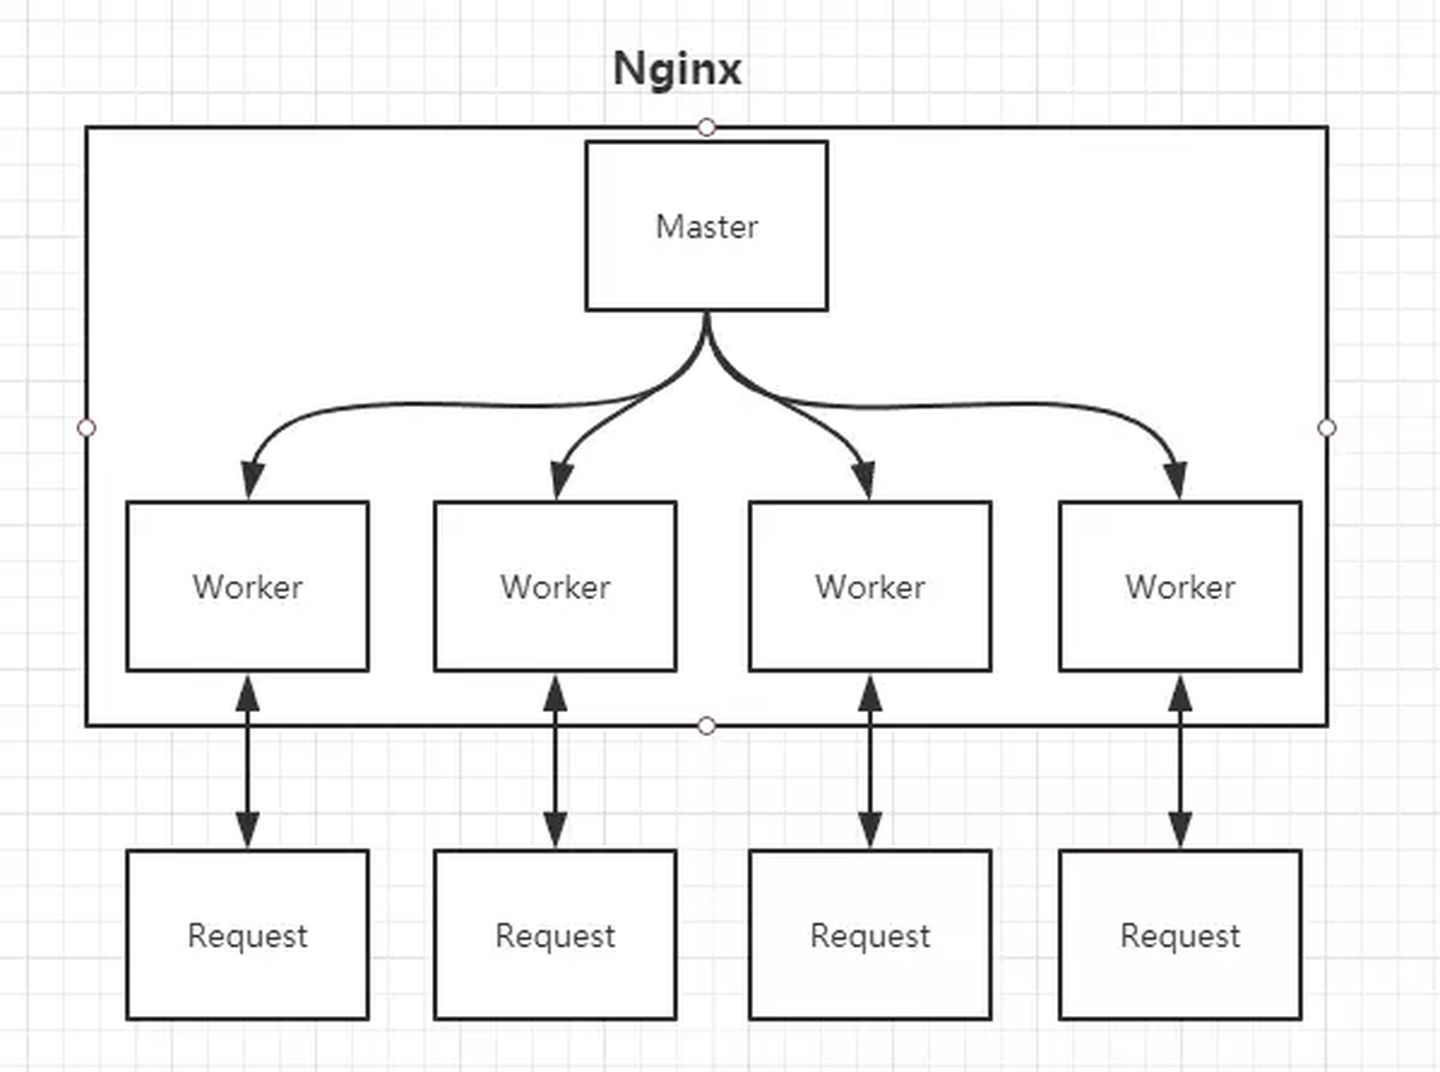 Nginx
Master
Worker
Worker
Worker
Worker
Request
Request
Request
Request